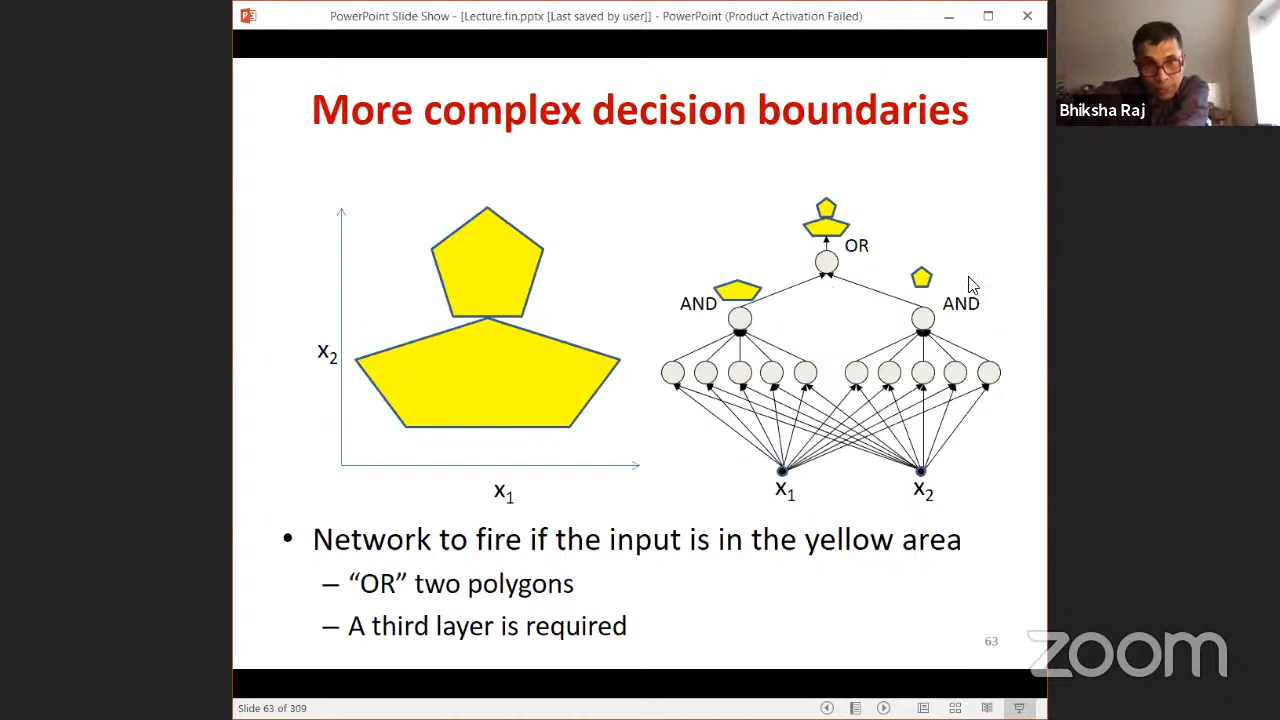 PowerPoint Slide Show - [Lecture.fin.pptx [Last saved by user]] - PowerPoint (Product Activation Failed)
Bhiksha Raj
More complex decision boundaries
OR
AND
AND
x2
x1
x1
x2
• Network to fire if the input is in the yellow area
– “OR” two polygons
– A third layer is required
63
zoom
Slide 63 of 309